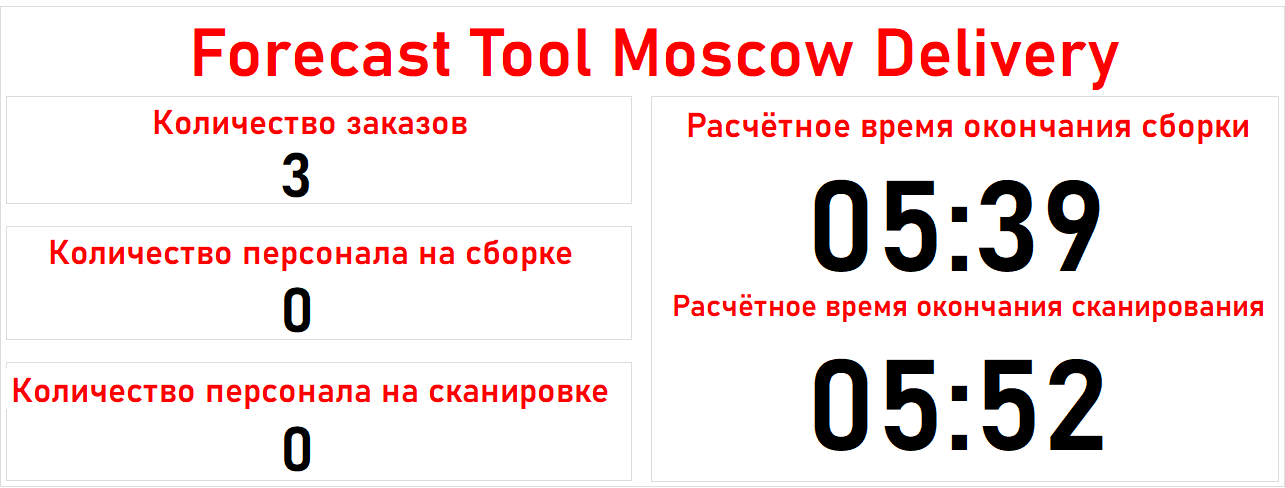 Forecast Tool Moscow Delivery
Количество заказов
3
Количество персонала на сборке
0
Количество персонала на сканировке
0
Расчётное время окончания сборки
05:39
Расчётное время окончания сканирования
05:52